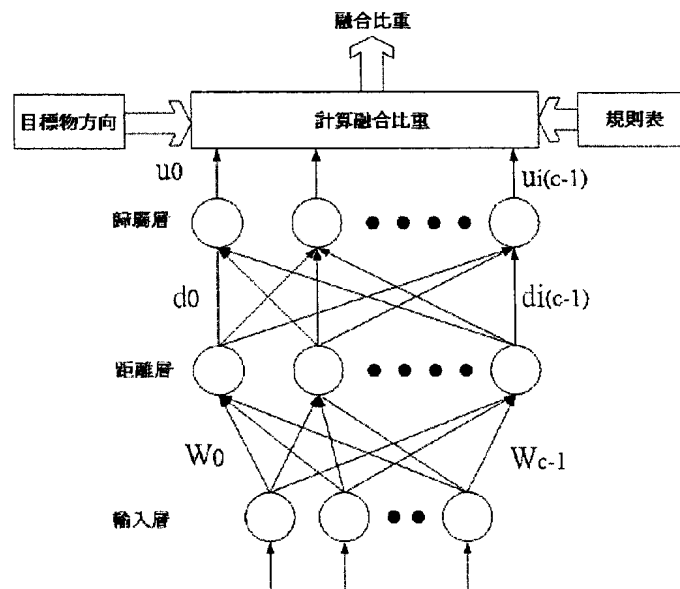 融合比重
目標物方向
計算融合比重
規則表
u0
ui(c-1)
歸屬層
d0
di(c-1)
距離層
W0
Wc-1
輸入層